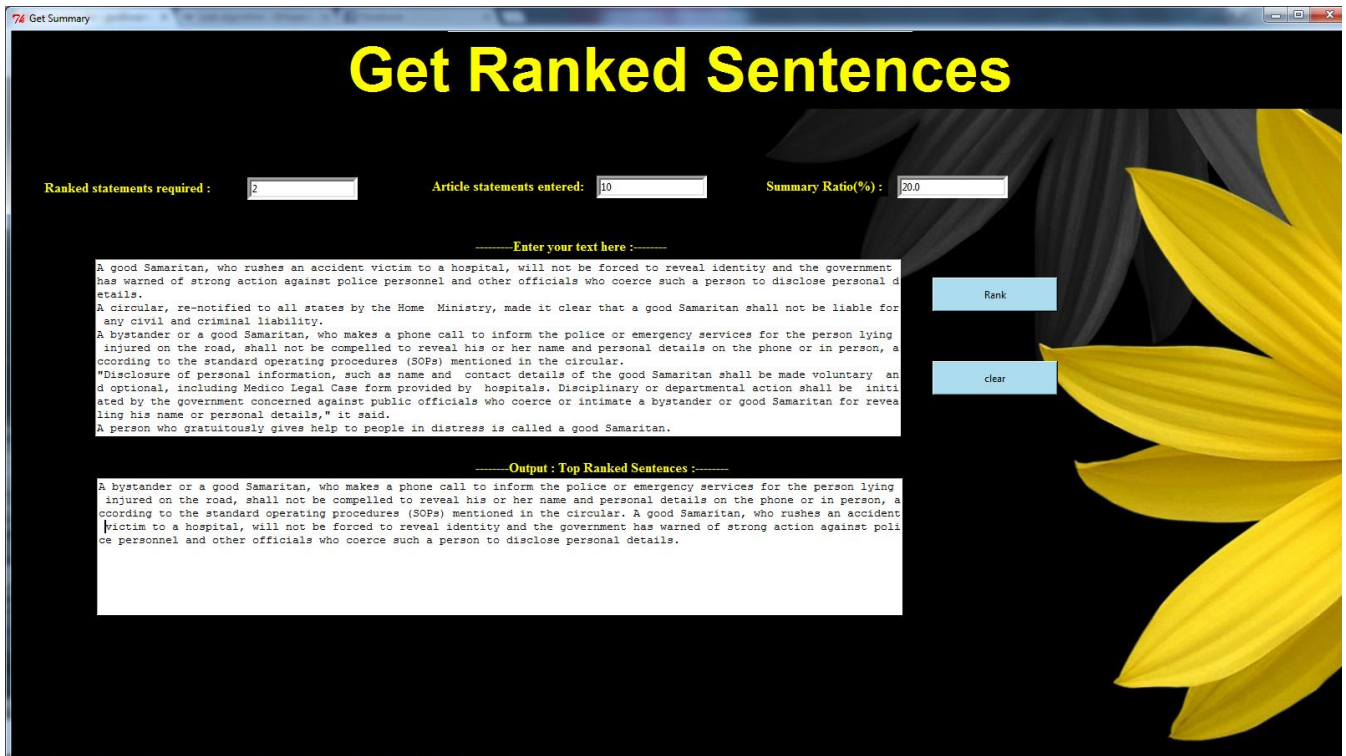 Get Summary
Get Ranked Sentences
Ranked statements required : 2 Article statements entered: 10 Summary Ratio(%) : 20.0
---------Enter your text here :--------
A good Samaritan, who rushes an accident victim to a hospital, will not be forced to reveal identity and the government
has warned of strong action against police personnel and other officials who coerce such a person to disclose personal d
etails.
A circular, re-notified to all states by the Home  Ministry, made it clear that a good Samaritan shall not be liable for
any civil and criminal liability.
A bystander or a good Samaritan, who makes a phone call to inform the police or emergency services for the person lying
injured on the road, shall not be compelled to reveal his or her name and personal details on the phone or in person, a
ccording to the standard operating procedures (SOPs) mentioned in the circular.
"Disclosure of personal information, such as name and  contact details of the good Samaritan shall be made voluntary  an
d optional, including Medico Legal Case form provided by  hospitals. Disciplinary or departmental action shall be  initi
ated by the government concerned against public officials who coerce or intimate a bystander or good Samaritan for revea
ling his name or personal details," it said.
A person who gratuitously gives help to people in distress is called a good Samaritan.
Rank
clear
--------Output : Top Ranked Sentences :--------
A bystander or a good Samaritan, who makes a phone call to inform the police or emergency services for the person lying
injured on the road, shall not be compelled to reveal his or her name and personal details on the phone or in person, a
ccording to the standard operating procedures (SOPs) mentioned in the circular. A good Samaritan, who rushes an accident
victim to a hospital, will not be forced to reveal identity and the government has warned of strong action against poli
ce personnel and other officials who coerce such a person to disclose personal details.